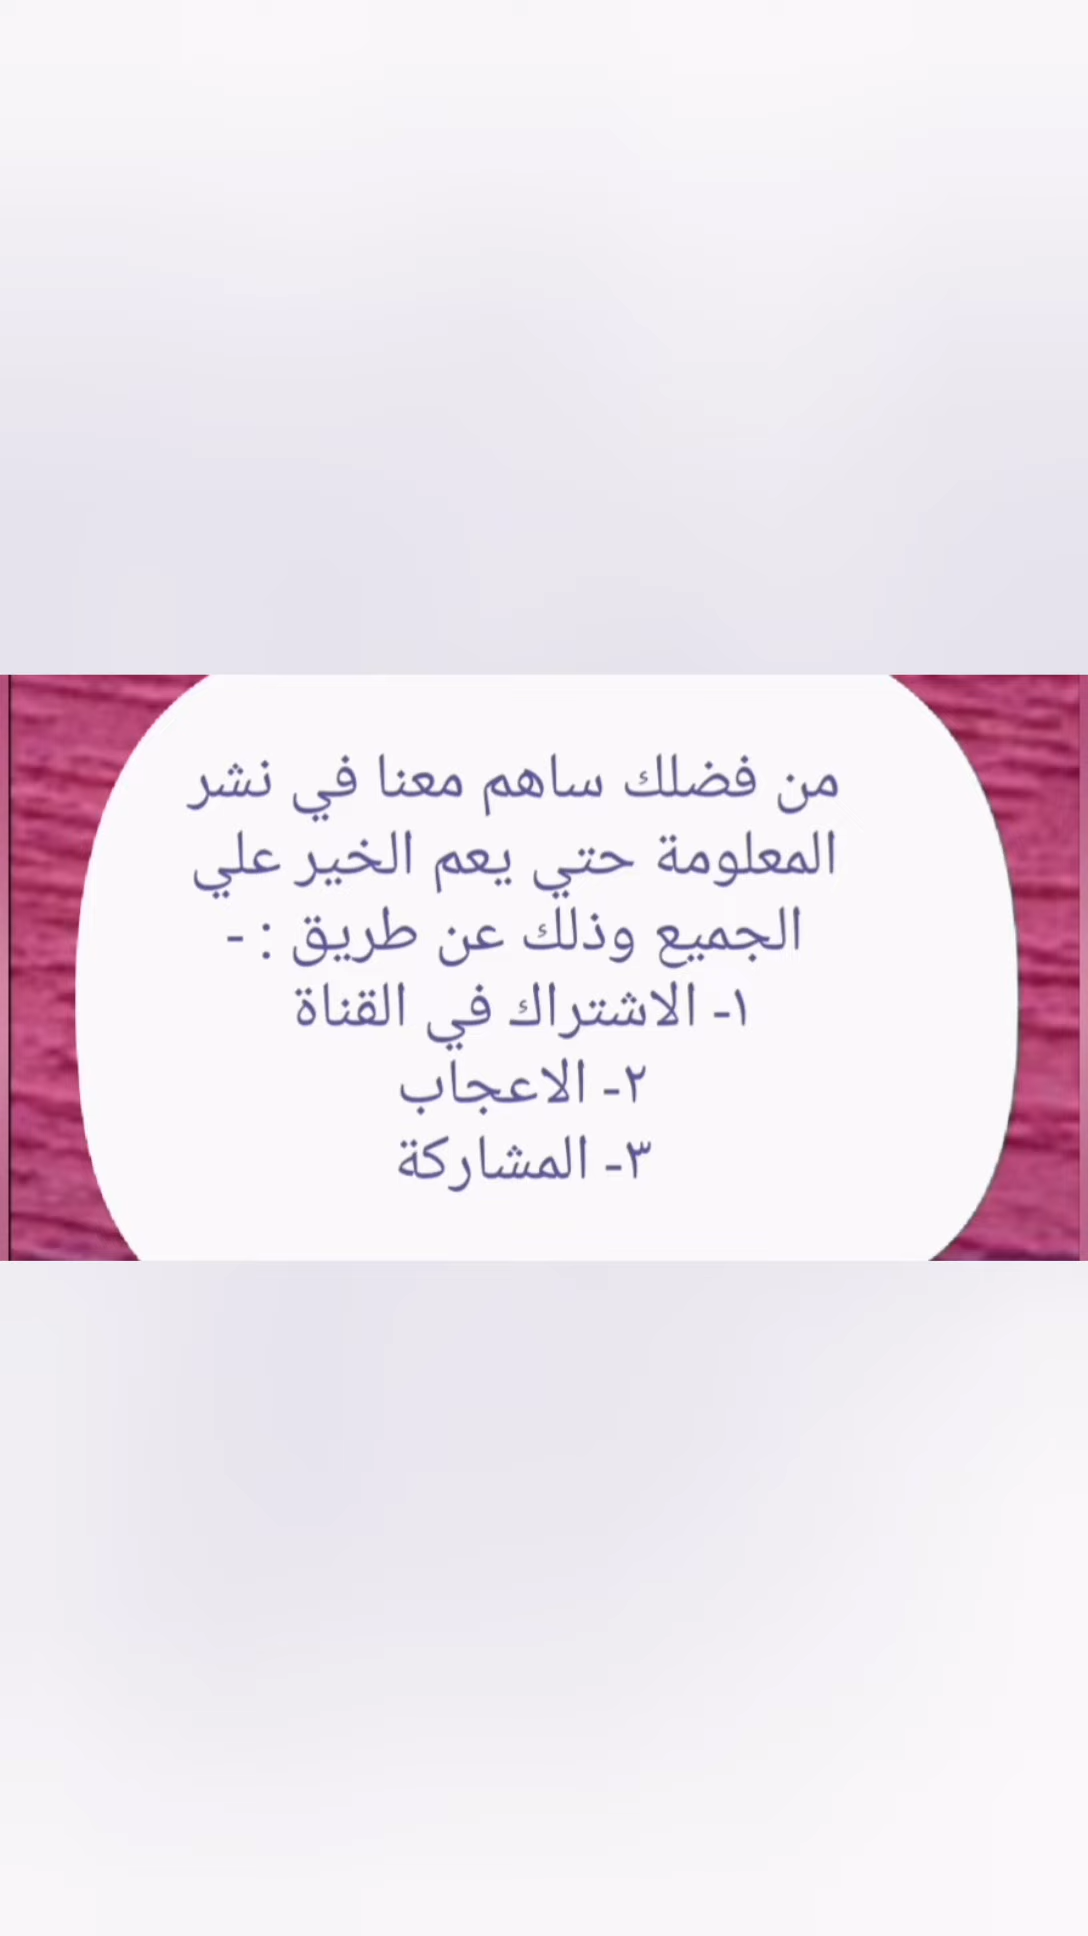 من فضلك ساهم معنا في نشر
المعلومة حتي يعم الخير علي
الجميع وذلك عن طريق : -
١- الاشتراك في القناة
٢- الاعجاب
٣- المشاركة